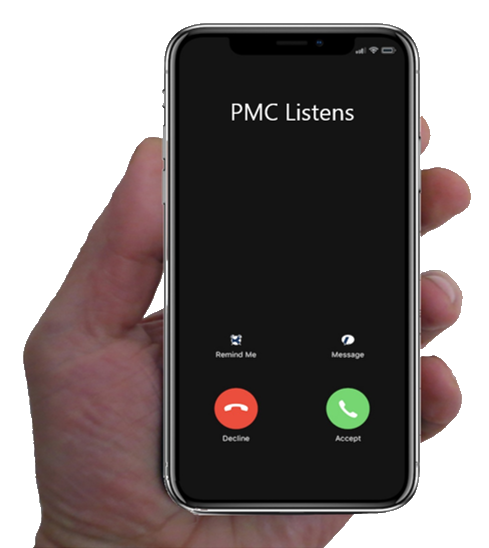 PMC Listens
Remind Me
Message
Decline
Accept